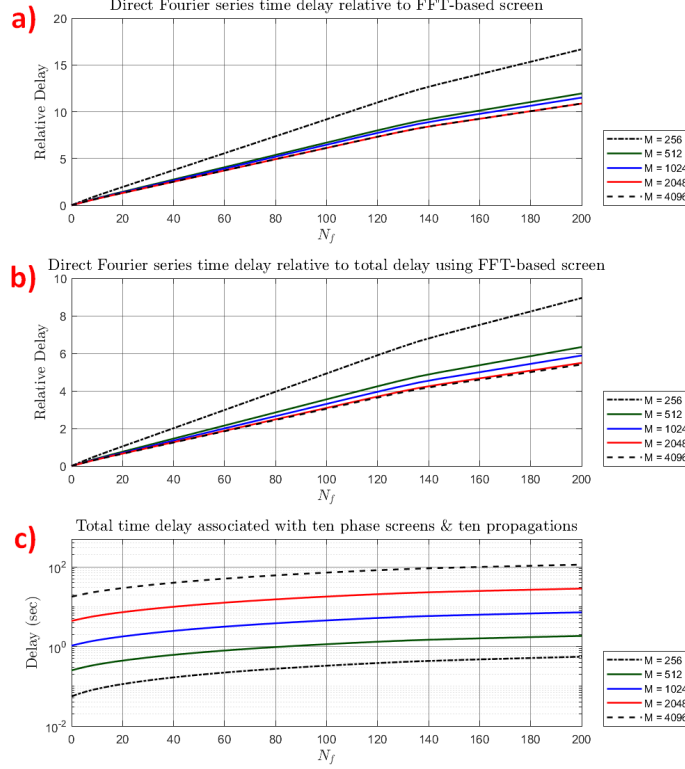 Direct Fourier series time delay relative to FFT-based screen
a)
20
15
10
5
0
Relative Delay
0 20 40 60 80 100 120 140 160 180 200
N_f
M = 256
M = 512
M = 1024
M = 2048
M = 4096
b)
Direct Fourier series time delay relative to total delay using FFT-based screen
10
8
6
4
2
0
Relative Delay
0 20 40 60 80 100 120 140 160 180 200
N_f
M = 256
M = 512
M = 1024
M = 2048
M = 4096
Total time delay associated with ten phase screens & ten propagations
c)
10^2
10^0
10^-2
Delay (sec)
0 20 40 60 80 100 120 140 160 180 200
N_f
M = 256
M = 512
M = 1024
M = 2048
M = 4096